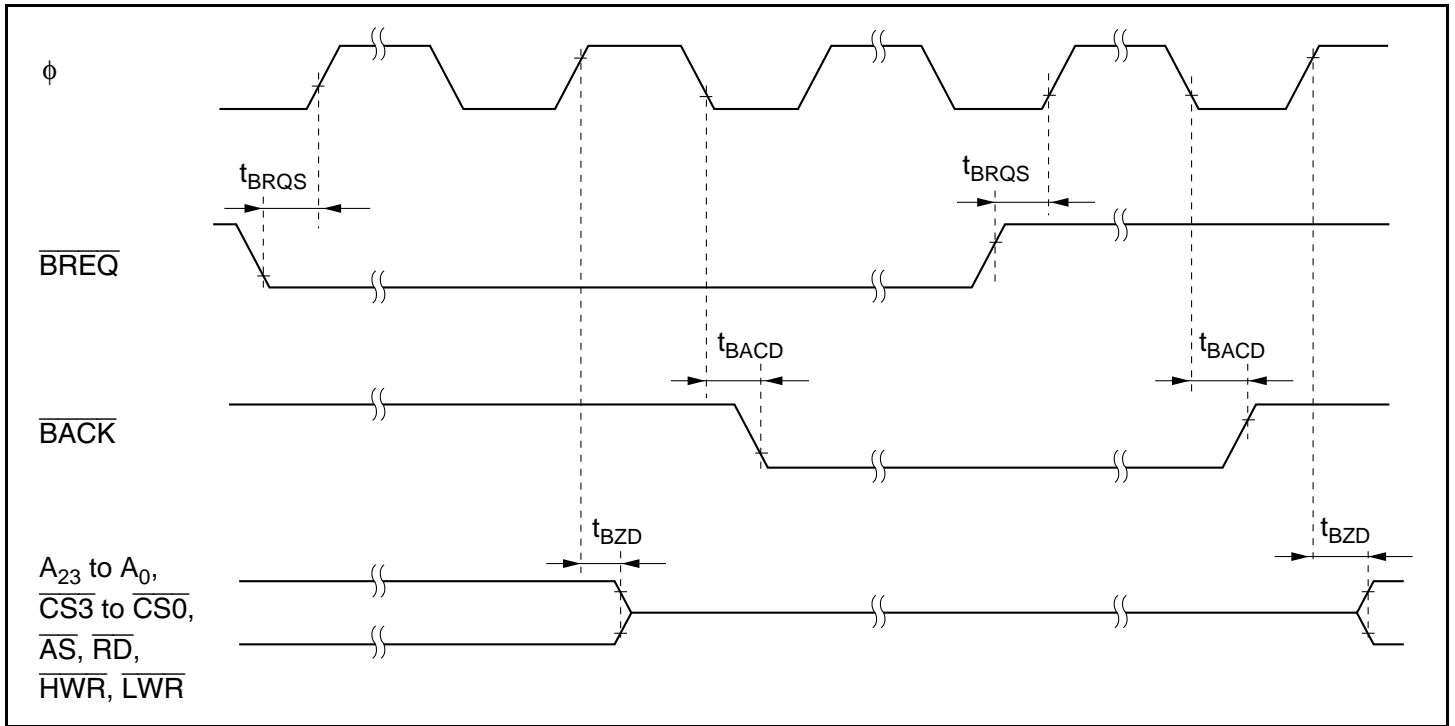 ϕ
tBRQS
tBRQS
BREQ
tBACD
tBACD
BACK
tBZD
tBZD
A23 to A0,
CS3 to CS0,
AS, RD,
HWR, LWR